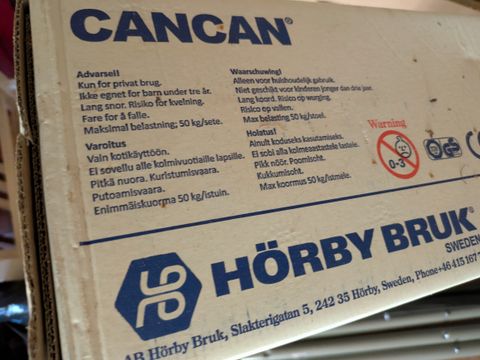 CANCAN®
Advarsel!
Kun for privat brug.
Ikke egnet for barn under tre år.
Lang snor. Risiko for kvelning.
Fare for å falle.
Maksimal belastning; 50 kg/sete.
Varoitus
Vain kotikäyttöön.
Ei sovellu alle kolmivuotiaille lapsille.
Pitkä nuora. Kuristumisvaara.
Putoamisvaara.
Enimmäiskuorma 50 kg/istuin.
Waarschuwing!
Alleen voor huishoudelijk gebruik.
Niet geschikt voor kinderen jonger dan drie jaar.
Lang koord. Risico op wurging.
Risico op vallen.
Max belasting 50 kg/stoel.
Hoiatus!
Ainult koduseks kasutamiseks.
Ei sobi alla kolmeaastastele lastele.
Pikk nöör. Poomisoht.
Kukkumisoht.
Max koormus 50 kg/istmele.
Warning
0-3
GS
HÖRBY BRUK®
SWEDEN
AB Hörby Bruk, Slakterigatan 5, 242 35 Hörby, Sweden, Phone+46 415 167